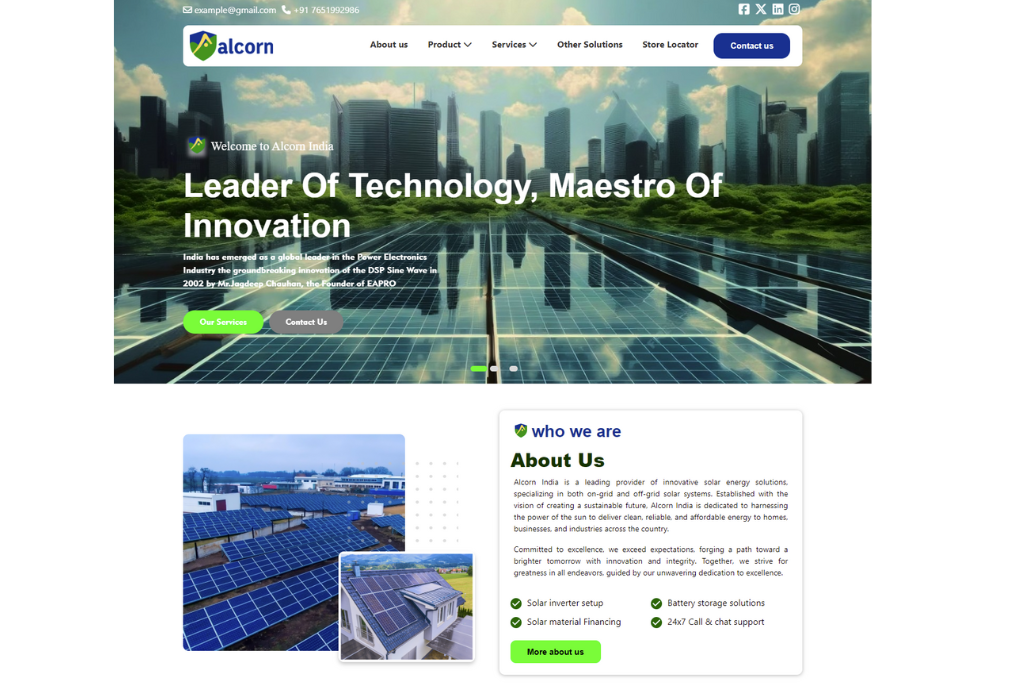 example@gmail.com +91 7651992986
alcorn
About us Product Services Other Solutions Store Locator Contact us
Welcome to Alcorn India
Leader Of Technology, Maestro Of
Innovation
India has emerged as a global leader in the Power Electronics
Industry the groundbreaking innovation of the DSP Sine Wave in
2002 by Mr.Jagdeep Chauhan, the Founder of EAPRO
Our Services Contact Us
who we are
About Us
Alcorn India is a leading provider of innovative solar energy solutions,
specializing in both on-grid and off-grid solar systems. Established with the
vision of creating a sustainable future, Alcorn India is dedicated to harnessing
the power of the sun to deliver clean, reliable, and affordable energy to homes,
businesses, and industries across the country.
Committed to excellence, we exceed expectations, forging a path toward a
brighter tomorrow with innovation and integrity. Together, we strive for
greatness in all endeavors, guided by our unwavering dedication to excellence.
Solar inverter setup Battery storage solutions
Solar material Financing 24x7 Call & chat support
More about us